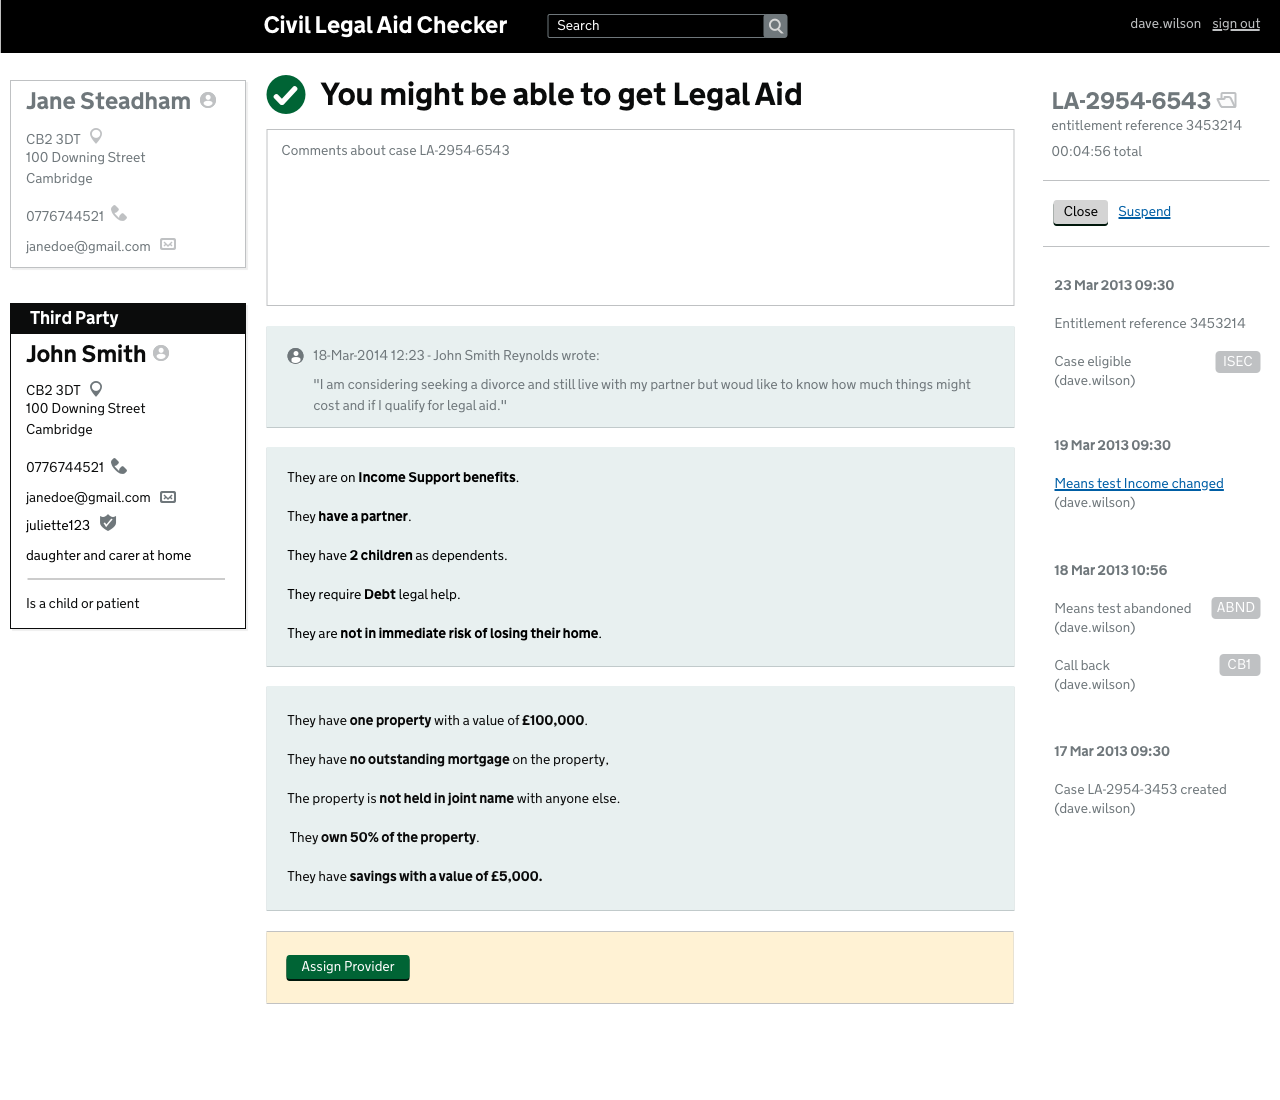 Civil Legal Aid Checker
Search
dave.wilson sign out
Jane Steadham
CB2 3DT
100 Downing Street
Cambridge
0776744521
janedoe@gmail.com
Third Party
John Smith
CB2 3DT
100 Downing Street
Cambridge
0776744521
janedoe@gmail.com
juliette123
daughter and carer at home
Is a child or patient
You might be able to get Legal Aid
Comments about case LA-2954-6543
18-Mar-2014 12:23 - John Smith Reynolds wrote:
"I am considering seeking a divorce and still live with my partner but woud like to know how much things might
cost and if I qualify for legal aid."
They are on Income Support benefits.
They have a partner.
They have 2 children as dependents.
They require Debt legal help.
They are not in immediate risk of losing their home.
They have one property with a value of £100,000.
They have no outstanding mortgage on the property,
The property is not held in joint name with anyone else.
They own 50% of the property.
They have savings with a value of £5,000.
Assign Provider
LA-2954-6543
entitlement reference 3453214
00:04:56 total
Close Suspend
23 Mar 2013 09:30
Entitlement reference 3453214
Case eligible ISEC
(dave.wilson)
19 Mar 2013 09:30
Means test Income changed
(dave.wilson)
18 Mar 2013 10:56
Means test abandoned ABND
(dave.wilson)
Call back CB1
(dave.wilson)
17 Mar 2013 09:30
Case LA-2954-3453 created
(dave.wilson)